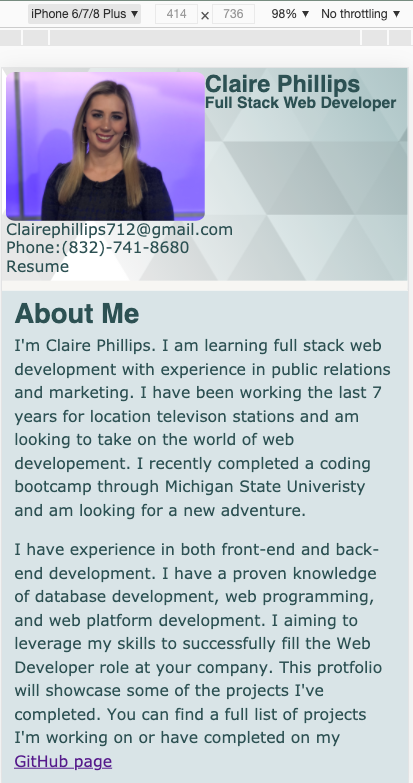 iPhone 6/7/8 Plus ▼ 414 × 736 98% ▼ No throttling ▼
Claire Phillips
Full Stack Web Developer
Clairephillips712@gmail.com
Phone:(832)-741-8680
Resume
About Me
I'm Claire Phillips. I am learning full stack web
development with experience in public relations
and marketing. I have been working the last 7
years for location televison stations and am
looking to take on the world of web
developement. I recently completed a coding
bootcamp through Michigan State Univeristy
and am looking for a new adventure.
I have experience in both front-end and back-
end development. I have a proven knowledge
of database development, web programming,
and web platform development. I aiming to
leverage my skills to successfully fill the Web
Developer role at your company. This protfolio
will showcase some of the projects I've
completed. You can find a full list of projects
I'm working on or have completed on my
GitHub page